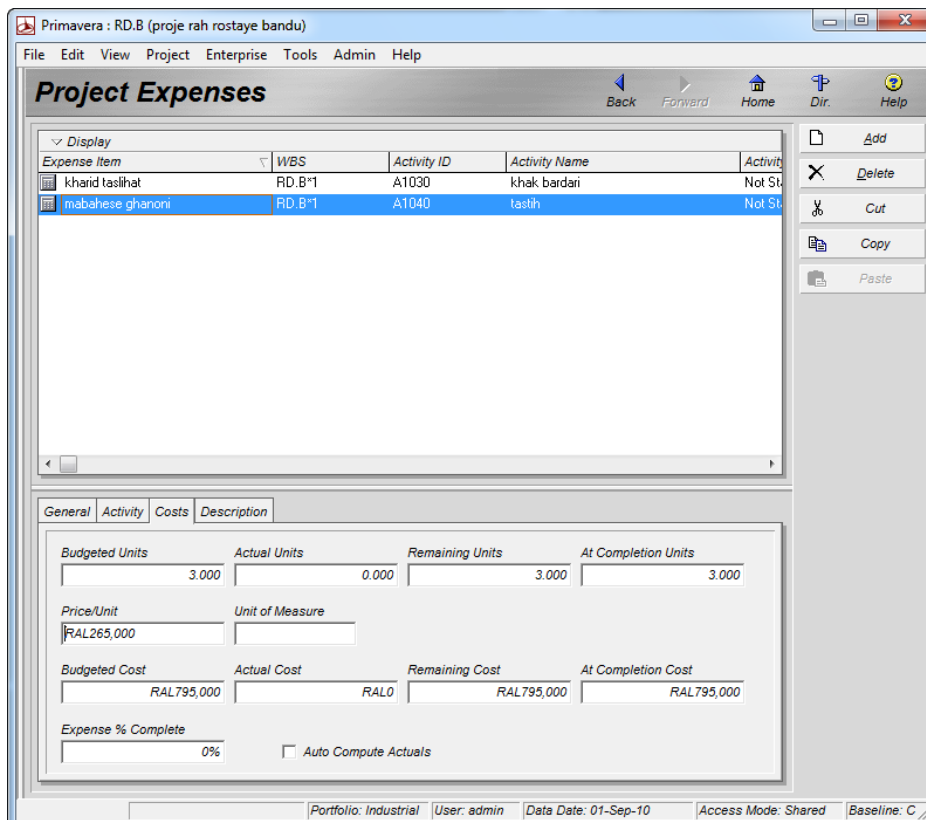 Primavera : RD.B (proje rah rostaye bandu)
File Edit View Project Enterprise Tools Admin Help
Project Expenses
Back Forward Home Dir. Help
Display
Expense Item WBS Activity ID Activity Name Activit
kharid taslihat RD.B*1 A1030 khak bardari Not St
mabahese ghanoni RD.B*1 A1040 tastih Not St
Add
Delete
Cut
Copy
Paste
General Activity Costs Description
Budgeted Units Actual Units Remaining Units At Completion Units
3.000 0.000 3.000 3.000
Price/Unit Unit of Measure
RAL265,000
Budgeted Cost Actual Cost Remaining Cost At Completion Cost
RAL795,000 RAL0 RAL795,000 RAL795,000
Expense % Complete
0% Auto Compute Actuals
Portfolio: Industrial User: admin Data Date: 01-Sep-10 Access Mode: Shared Baseline: C